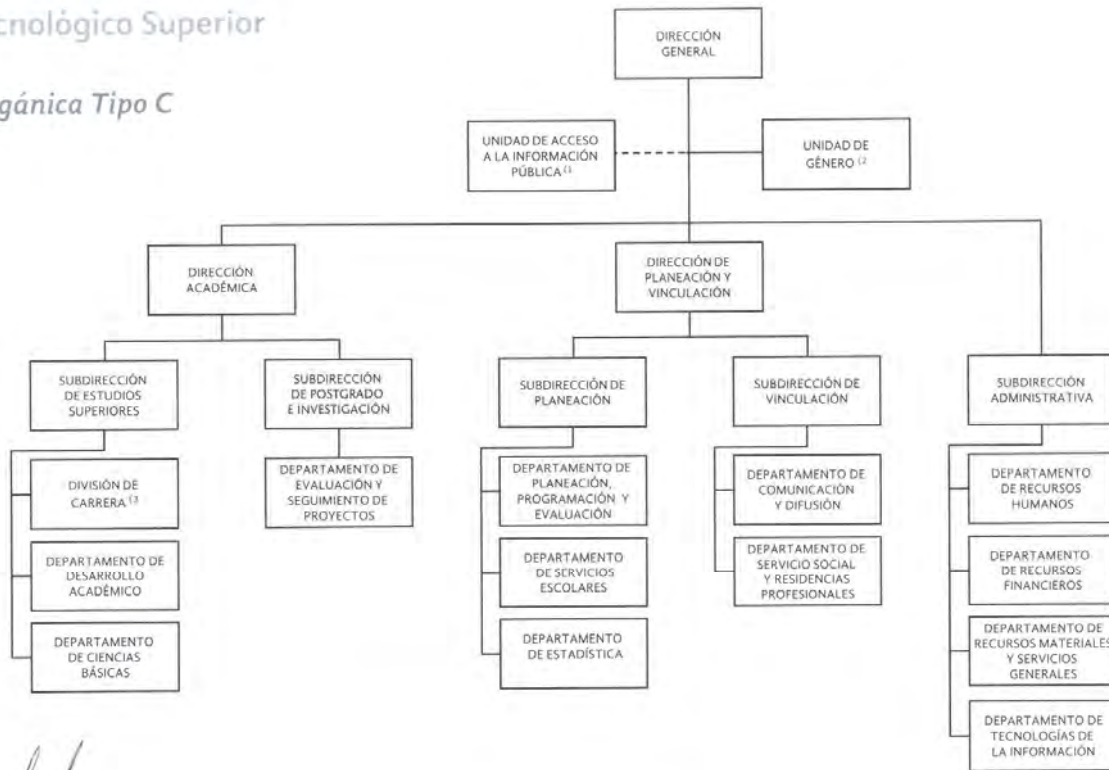 cnológico Superior
gánica Tipo C
DIRECCIÓN
GENERAL
UNIDAD DE ACCESO
A LA INFORMACIÓN
PÚBLICA (1
UNIDAD DE
GÉNERO (2
DIRECCIÓN
ACADÉMICA
DIRECCIÓN DE
PLANEACIÓN Y
VINCULACIÓN
SUBDIRECCIÓN
DE ESTUDIOS
SUPERIORES
SUBDIRECCIÓN
DE POSTGRADO
E INVESTIGACIÓN
SUBDIRECCIÓN DE
PLANEACIÓN
SUBDIRECCIÓN DE
VINCULACIÓN
SUBDIRECCIÓN
ADMINISTRATIVA
DIVISIÓN DE
CARRERA (3
DEPARTAMENTO DE
DESARROLLO
ACADÉMICO
DEPARTAMENTO
DE CIENCIAS
BÁSICAS
DEPARTAMENTO DE
EVALUACIÓN Y
SEGUIMIENTO DE
PROYECTOS
DEPARTAMENTO DE
PLANEACIÓN,
PROGRAMACIÓN Y
EVALUACIÓN
DEPARTAMENTO
DE SERVICIOS
ESCOLARES
DEPARTAMENTO
DE ESTADÍSTICA
DEPARTAMENTO DE
COMUNICACIÓN
Y DIFUSIÓN
DEPARTAMENTO DE
SERVICIO SOCIAL
Y RESIDENCIAS
PROFESIONALES
DEPARTAMENTO
DE RECURSOS
HUMANOS
DEPARTAMENTO
DE RECURSOS
FINANCIEROS
DEPARTAMENTO DE
RECURSOS MATERIALES
Y SERVICIOS
GENERALES
DEPARTAMENTO DE
TECNOLOGÍAS DE
LA INFORMACIÓN